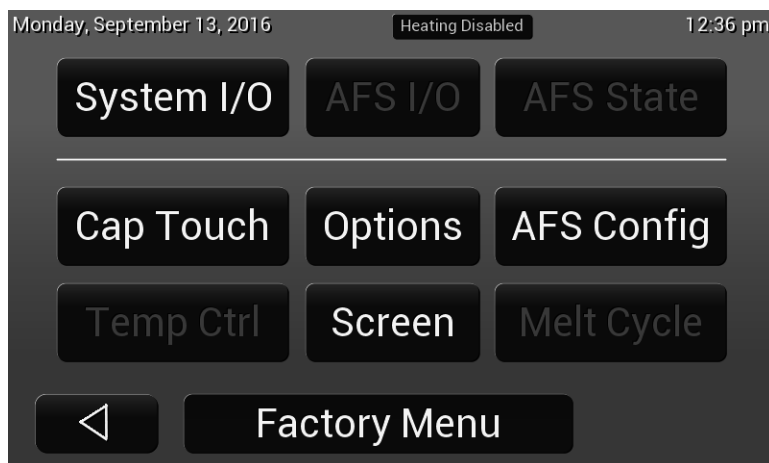 Monday, September 13, 2016 Heating Disabled 12:36 pm
System I/O AFS I/O AFS State
Cap Touch Options AFS Config
Temp Ctrl Screen Melt Cycle
Factory Menu